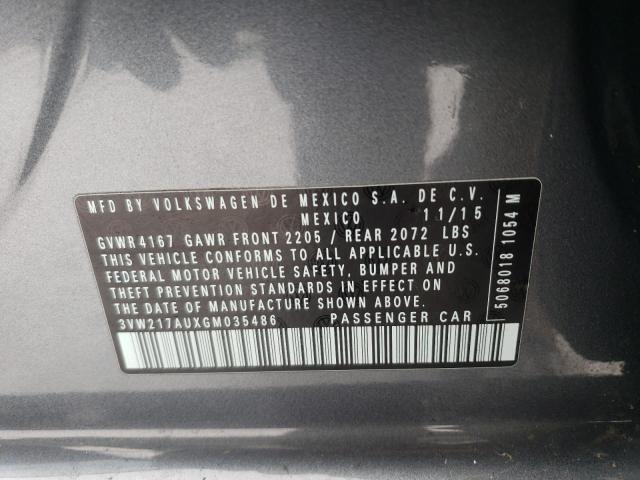 MFD BY VOLKSWAGEN DE MEXICO S.A. DE C.V.
MEXICO 11/15
GVWR 4167 GAWR FRONT 2205 / REAR 2072 LBS
THIS VEHICLE CONFORMS TO ALL APPLICABLE U.S.
FEDERAL MOTOR VEHICLE SAFETY, BUMPER AND
THEFT PREVENTION STANDARDS IN EFFECT ON
THE DATE OF MANUFACTURE SHOWN ABOVE.
3VW217AUXGM035486 PASSENGER CAR
5068018 1054 M